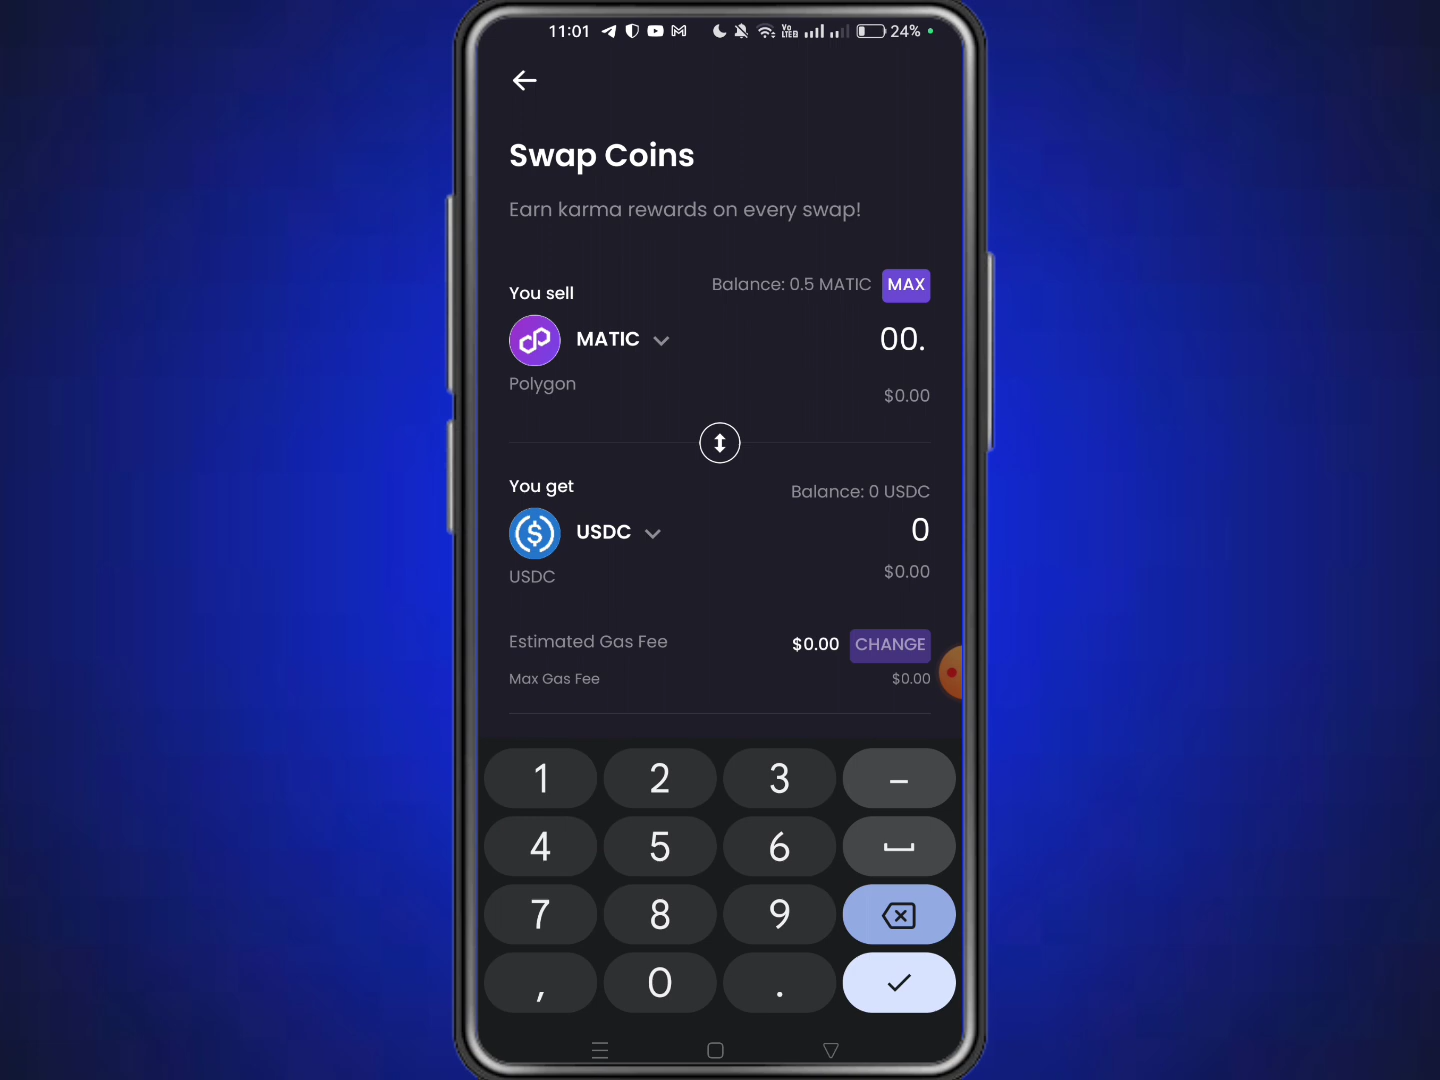 11:01 Vo LTEB 24%
Swap Coins
Earn karma rewards on every swap!
You sell
Balance: 0.5 MATIC MAX
MATIC 00.
Polygon
$0.00
You get
Balance: 0 USDC
USDC 0
USDC
$0.00
Estimated Gas Fee $0.00 CHANGE
Max Gas Fee $0.00
1 2 3 –
4 5 6
7 8 9
, 0 .